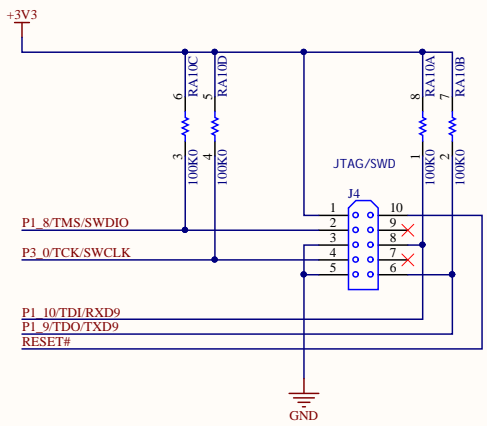 +3V3
6 RA10C 5 RA10D 8 RA10A 7 RA10B
3 100K0 4 100K0 1 100K0 2 100K0
JTAG/SWD
J4
1 10
P1_8/TMS/SWDIO 2 9
3 8
P3_0/TCK/SWCLK 4 7
5 6
P1_10/TDI/RXD9
P1_9/TDO/TXD9
RESET#
GND